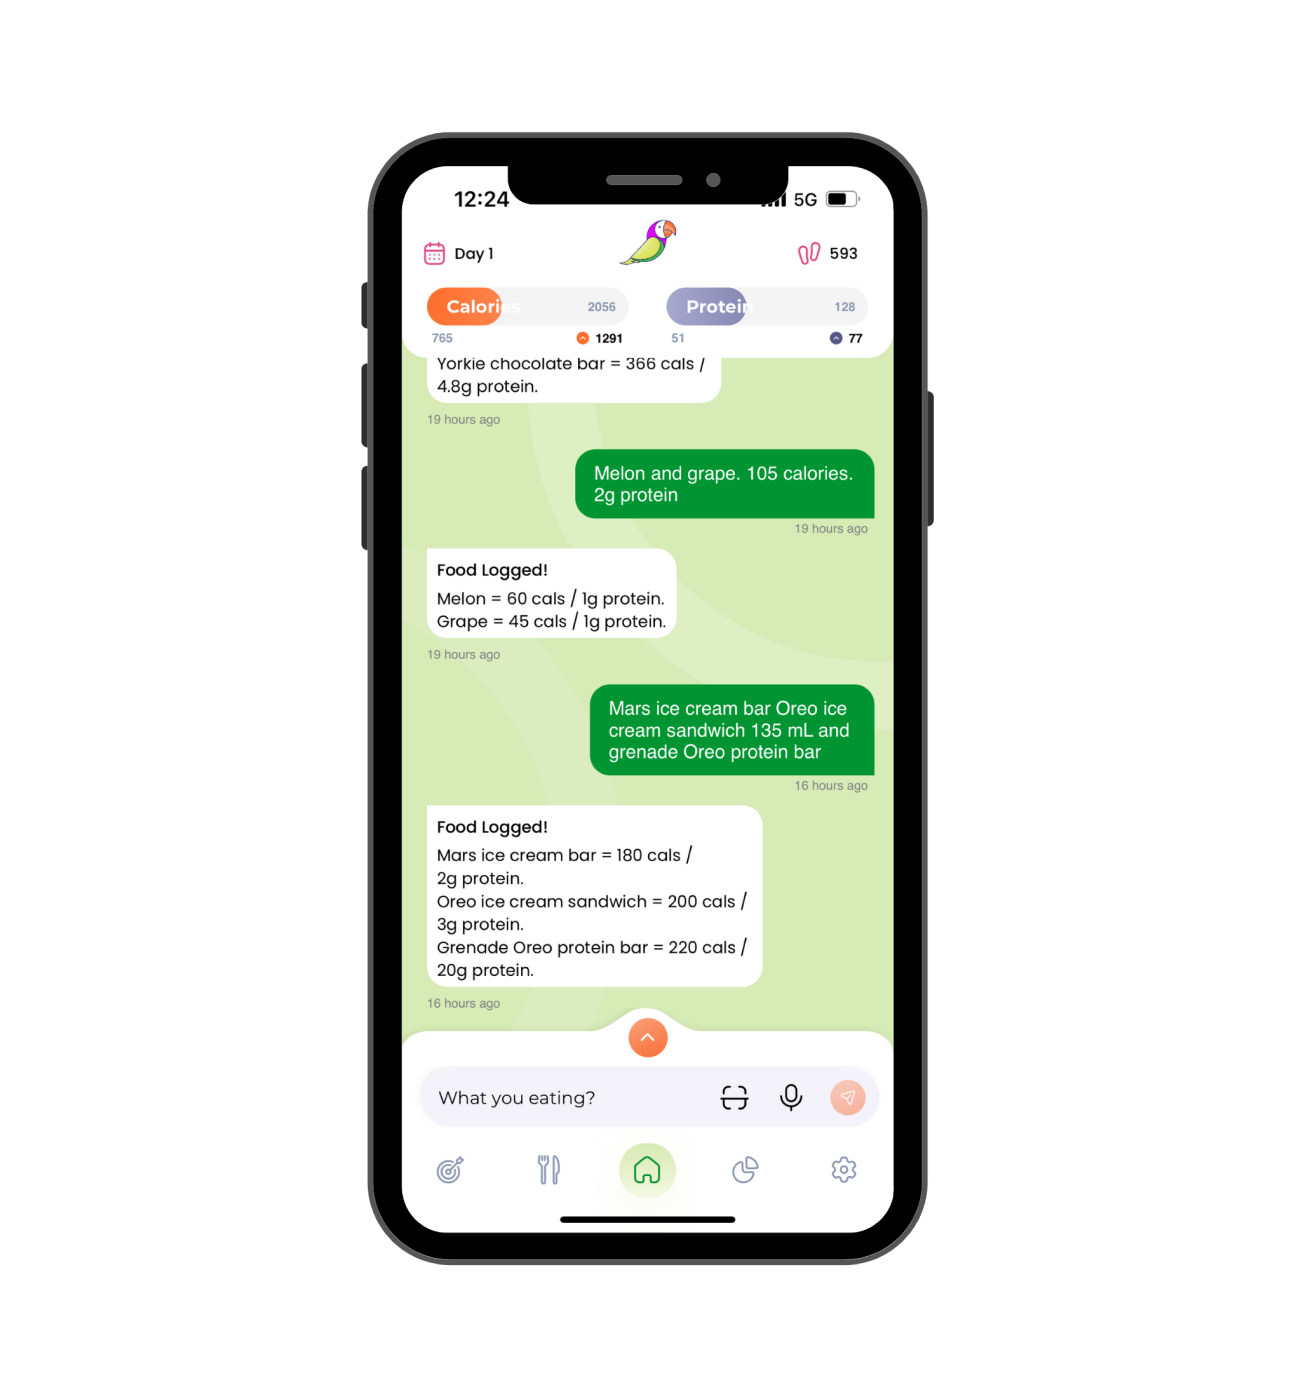 12:24
5G
Day 1
593
Calories
2056
Protein
128
765
1291
51
77
Yorkie chocolate bar = 366 cals /
4.8g protein.
19 hours ago
Melon and grape. 105 calories.
2g protein
19 hours ago
Food Logged!
Melon = 60 cals / 1g protein.
Grape = 45 cals / 1g protein.
19 hours ago
Mars ice cream bar Oreo ice
cream sandwich 135 mL and
grenade Oreo protein bar
16 hours ago
Food Logged!
Mars ice cream bar = 180 cals /
2g protein.
Oreo ice cream sandwich = 200 cals /
3g protein.
Grenade Oreo protein bar = 220 cals /
20g protein.
16 hours ago
What you eating?